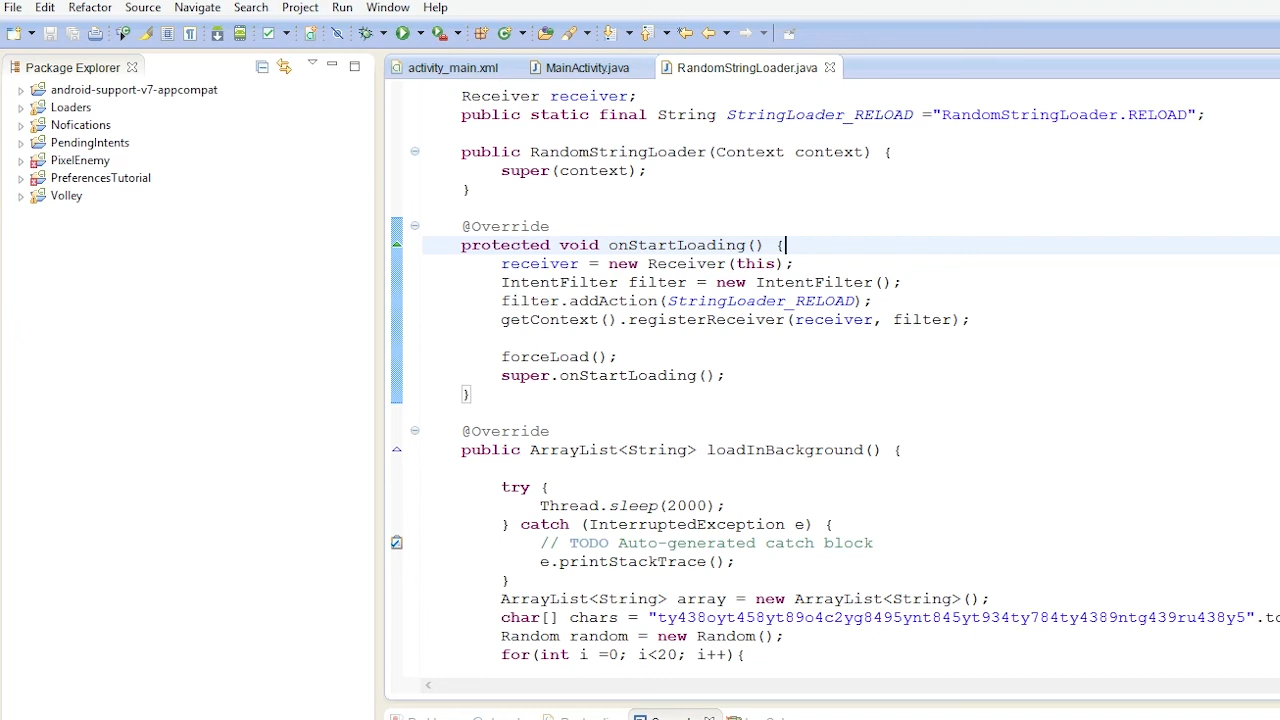 File Edit Refactor Source Navigate Search Project Run Window Help
Package Explorer
android-support-v7-appcompat
Loaders
Nofications
PendingIntents
PixelEnemy
PreferencesTutorial
Volley
activity_main.xml MainActivity.java RandomStringLoader.java
Receiver receiver;
public static final String StringLoader_RELOAD ="RandomStringLoader.RELOAD";
public RandomStringLoader(Context context) {
super(context);
}
@Override
protected void onStartLoading() {
receiver = new Receiver(this);
IntentFilter filter = new IntentFilter();
filter.addAction(StringLoader_RELOAD);
getContext().registerReceiver(receiver, filter);
forceLoad();
super.onStartLoading();
}
@Override
public ArrayList<String> loadInBackground() {
try {
Thread.sleep(2000);
} catch (InterruptedException e) {
// TODO Auto-generated catch block
e.printStackTrace();
}
ArrayList<String> array = new ArrayList<String>();
char[] chars = "ty438oyt458yt89o4c2yg8495ynt845yt934ty784ty4389ntg439ru438y5".to
Random random = new Random();
for(int i =0; i<20; i++){